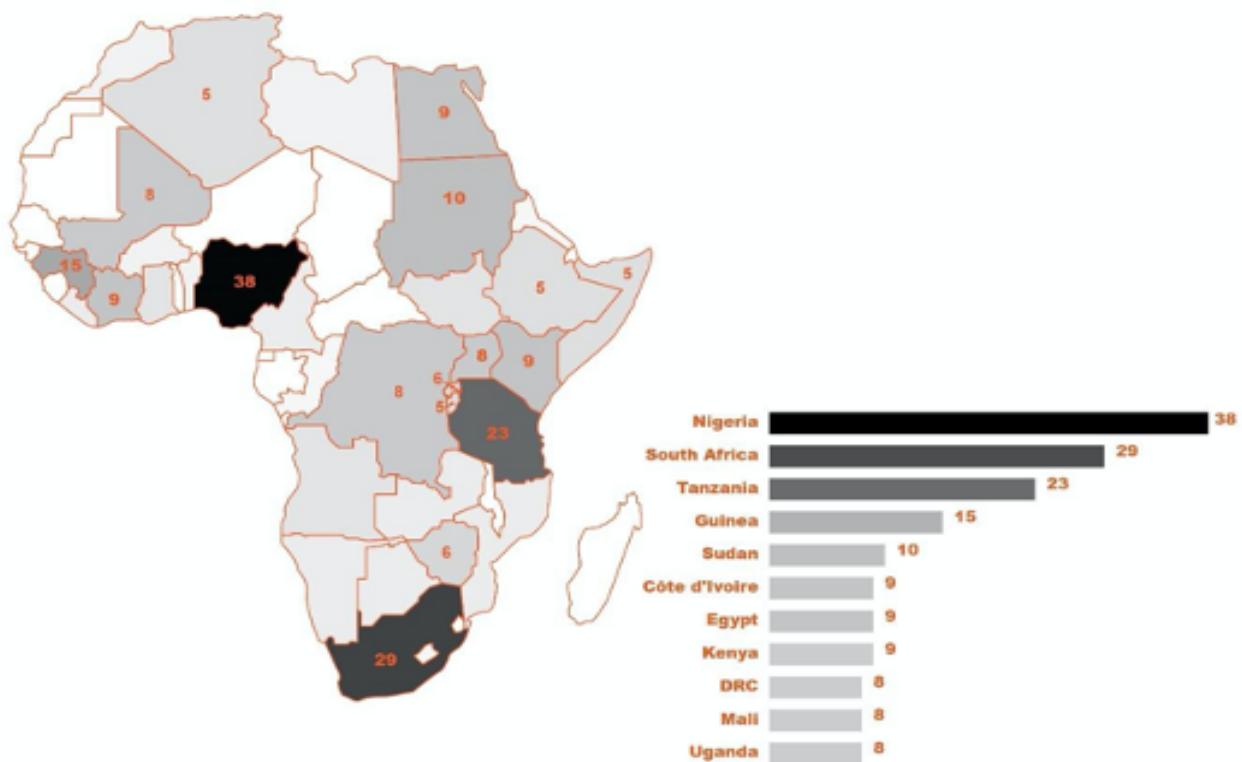 5
9
8
10
15
9
38
5
5
8
9
6
8
5
23
6
29
Nigeria 38
South Africa 29
Tanzania 23
Guinea 15
Sudan 10
Côte d'Ivoire 9
Egypt 9
Kenya 9
DRC 8
Mali 8
Uganda 8